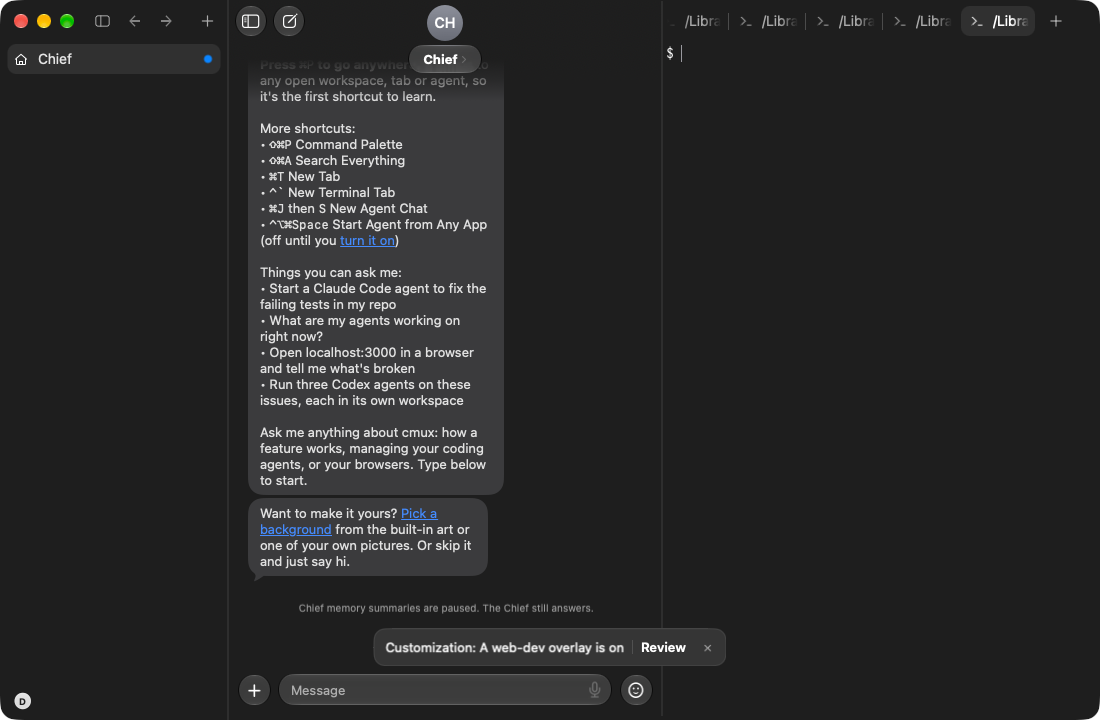 CH
Chief
Chief
Press ⌘P to go anywher
any open workspace, tab or agent, so
it's the first shortcut to learn.
More shortcuts:
• ⇧⌘P Command Palette
• ⇧⌘A Search Everything
• ⌘T New Tab
• ^` New Terminal Tab
• ⌘J then S New Agent Chat
• ^⌥⌘Space Start Agent from Any App
(off until you turn it on)
Things you can ask me:
• Start a Claude Code agent to fix the
failing tests in my repo
• What are my agents working on
right now?
• Open localhost:3000 in a browser
and tell me what's broken
• Run three Codex agents on these
issues, each in its own workspace
Ask me anything about cmux: how a
feature works, managing your coding
agents, or your browsers. Type below
to start.
Want to make it yours? Pick a
background from the built-in art or
one of your own pictures. Or skip it
and just say hi.
Chief memory summaries are paused. The Chief still answers.
Customization: A web-dev overlay is on Review ×
Message
D
/Libra >_ /Libra >_ /Libra >_ /Libra >_ /Libra
$